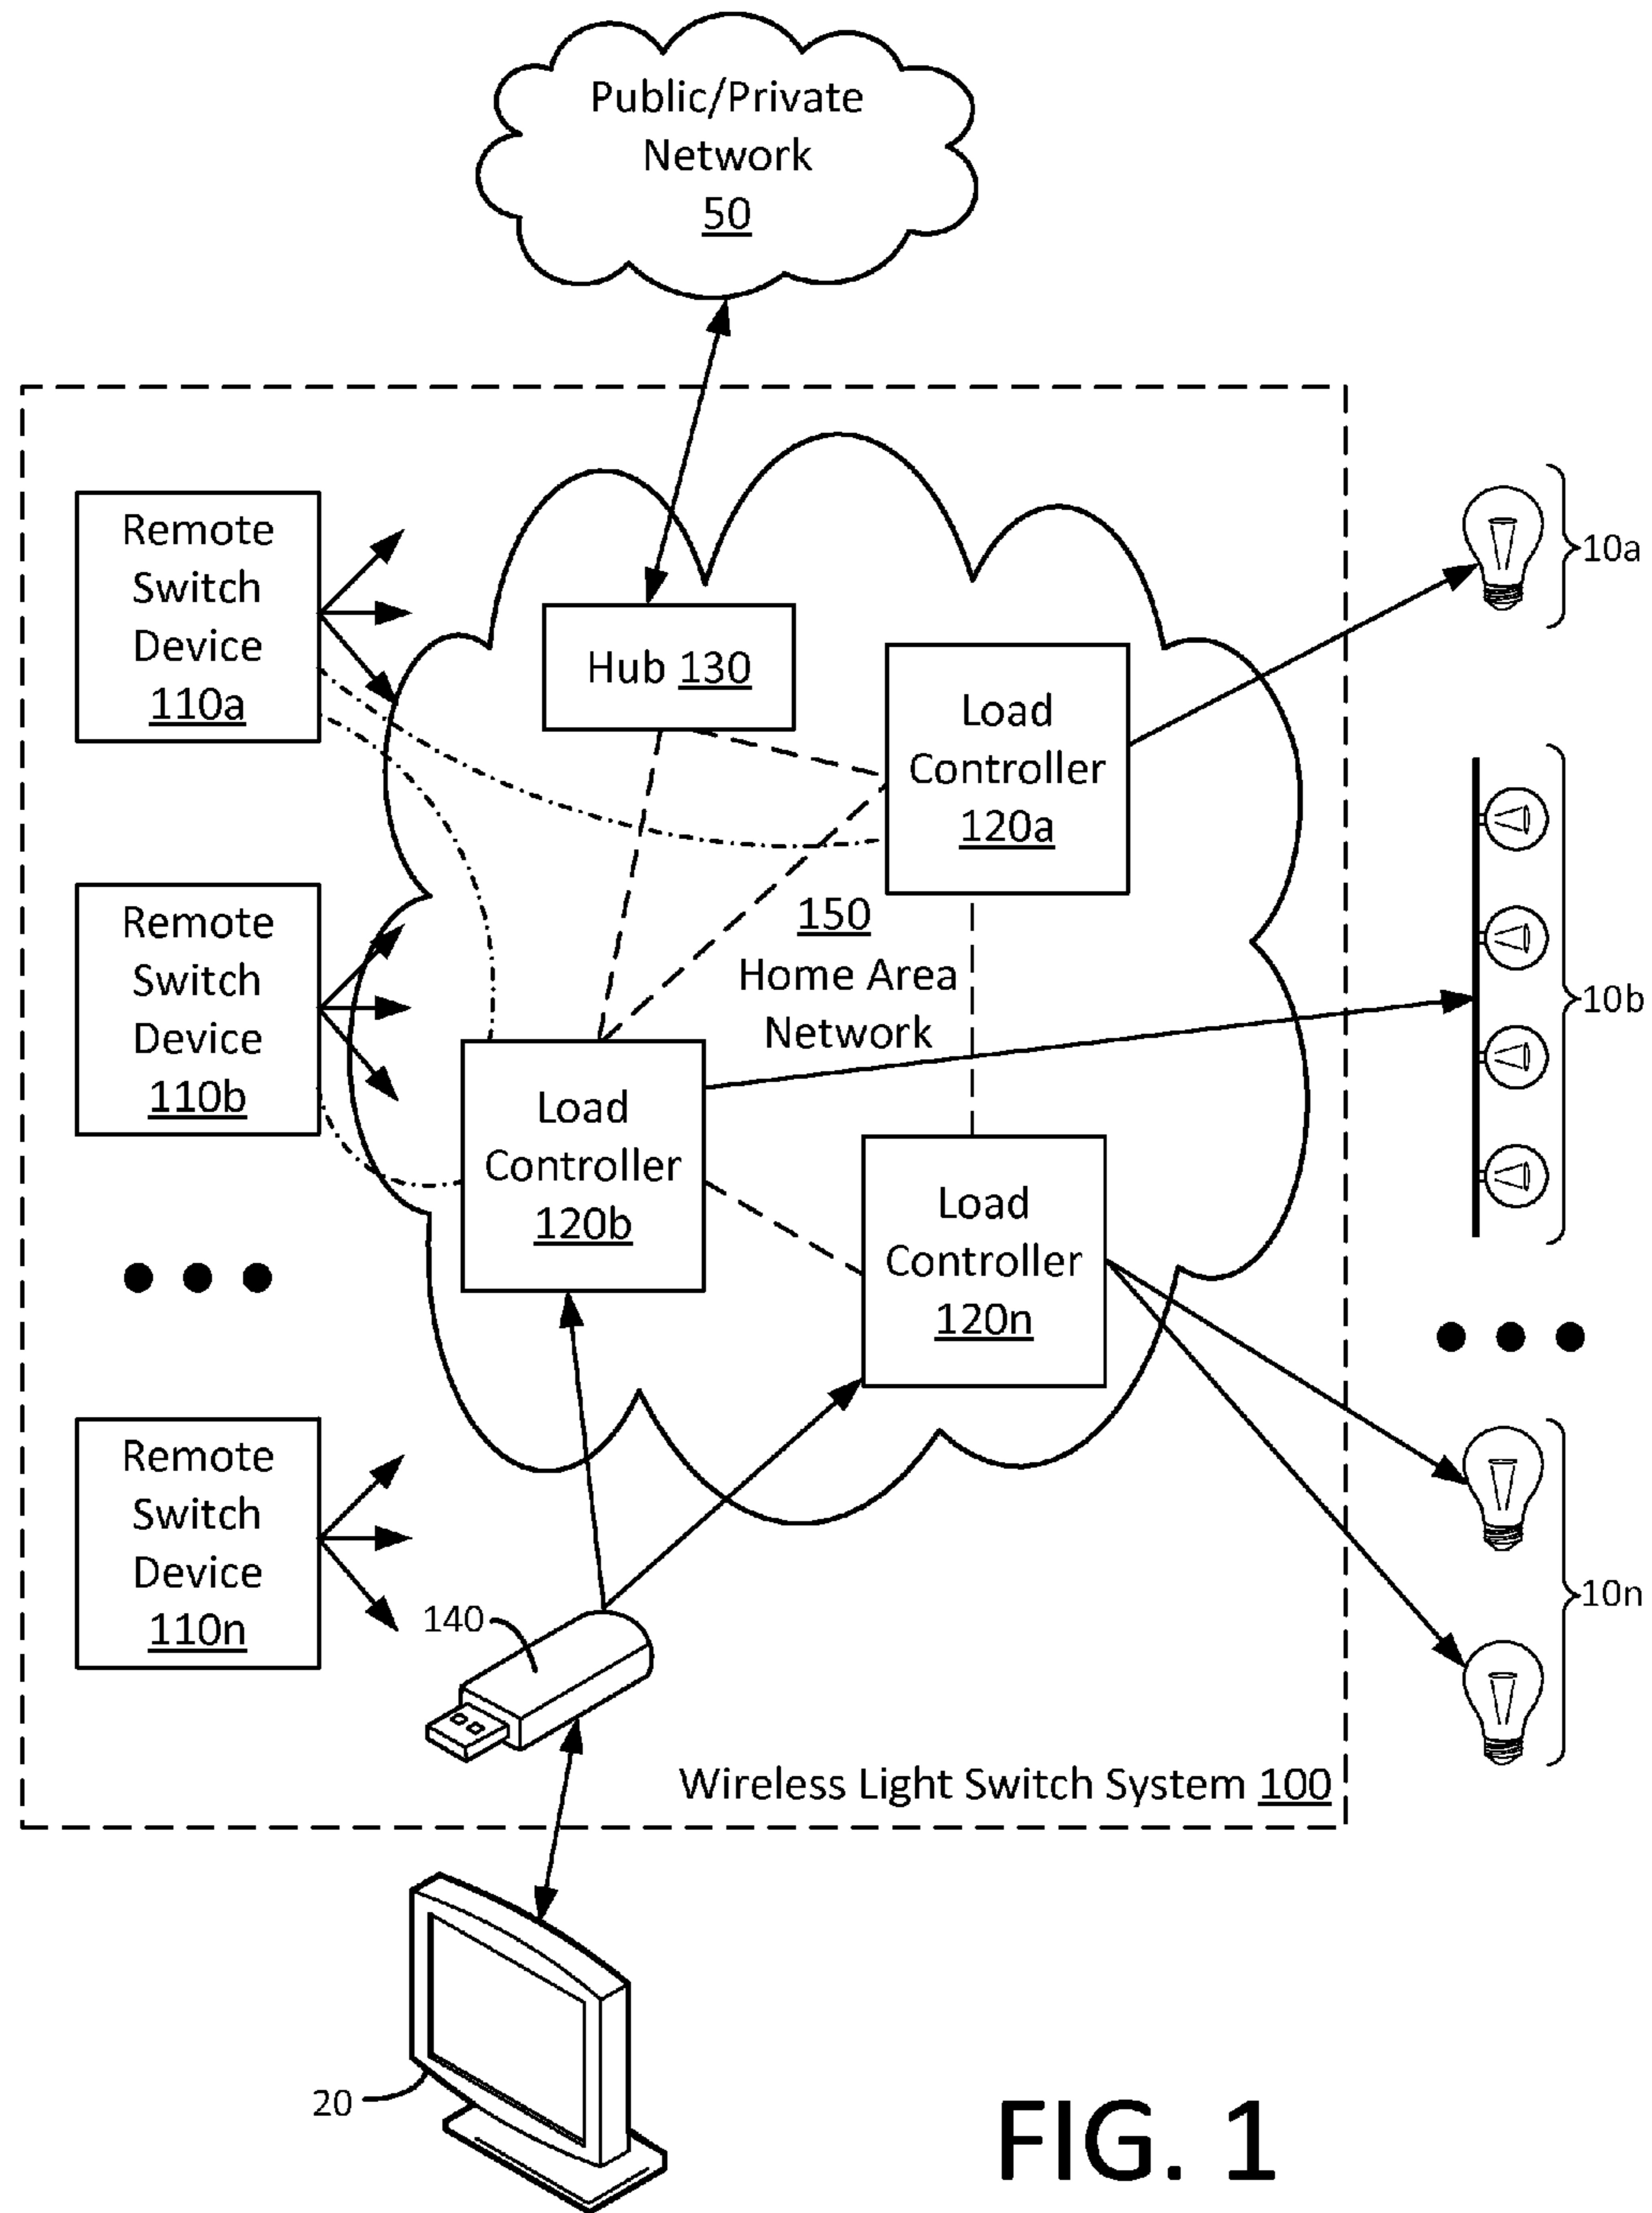 Public/Private
Network
50
Remote
Switch
Device
110a
Hub 130
Load
Controller
120a
10a
Remote
Switch
Device
110b
150
Home Area
Network
10b
Load
Controller
120b
Load
Controller
120n
Remote
Switch
Device
110n
140
10n
Wireless Light Switch System 100
20
FIG. 1